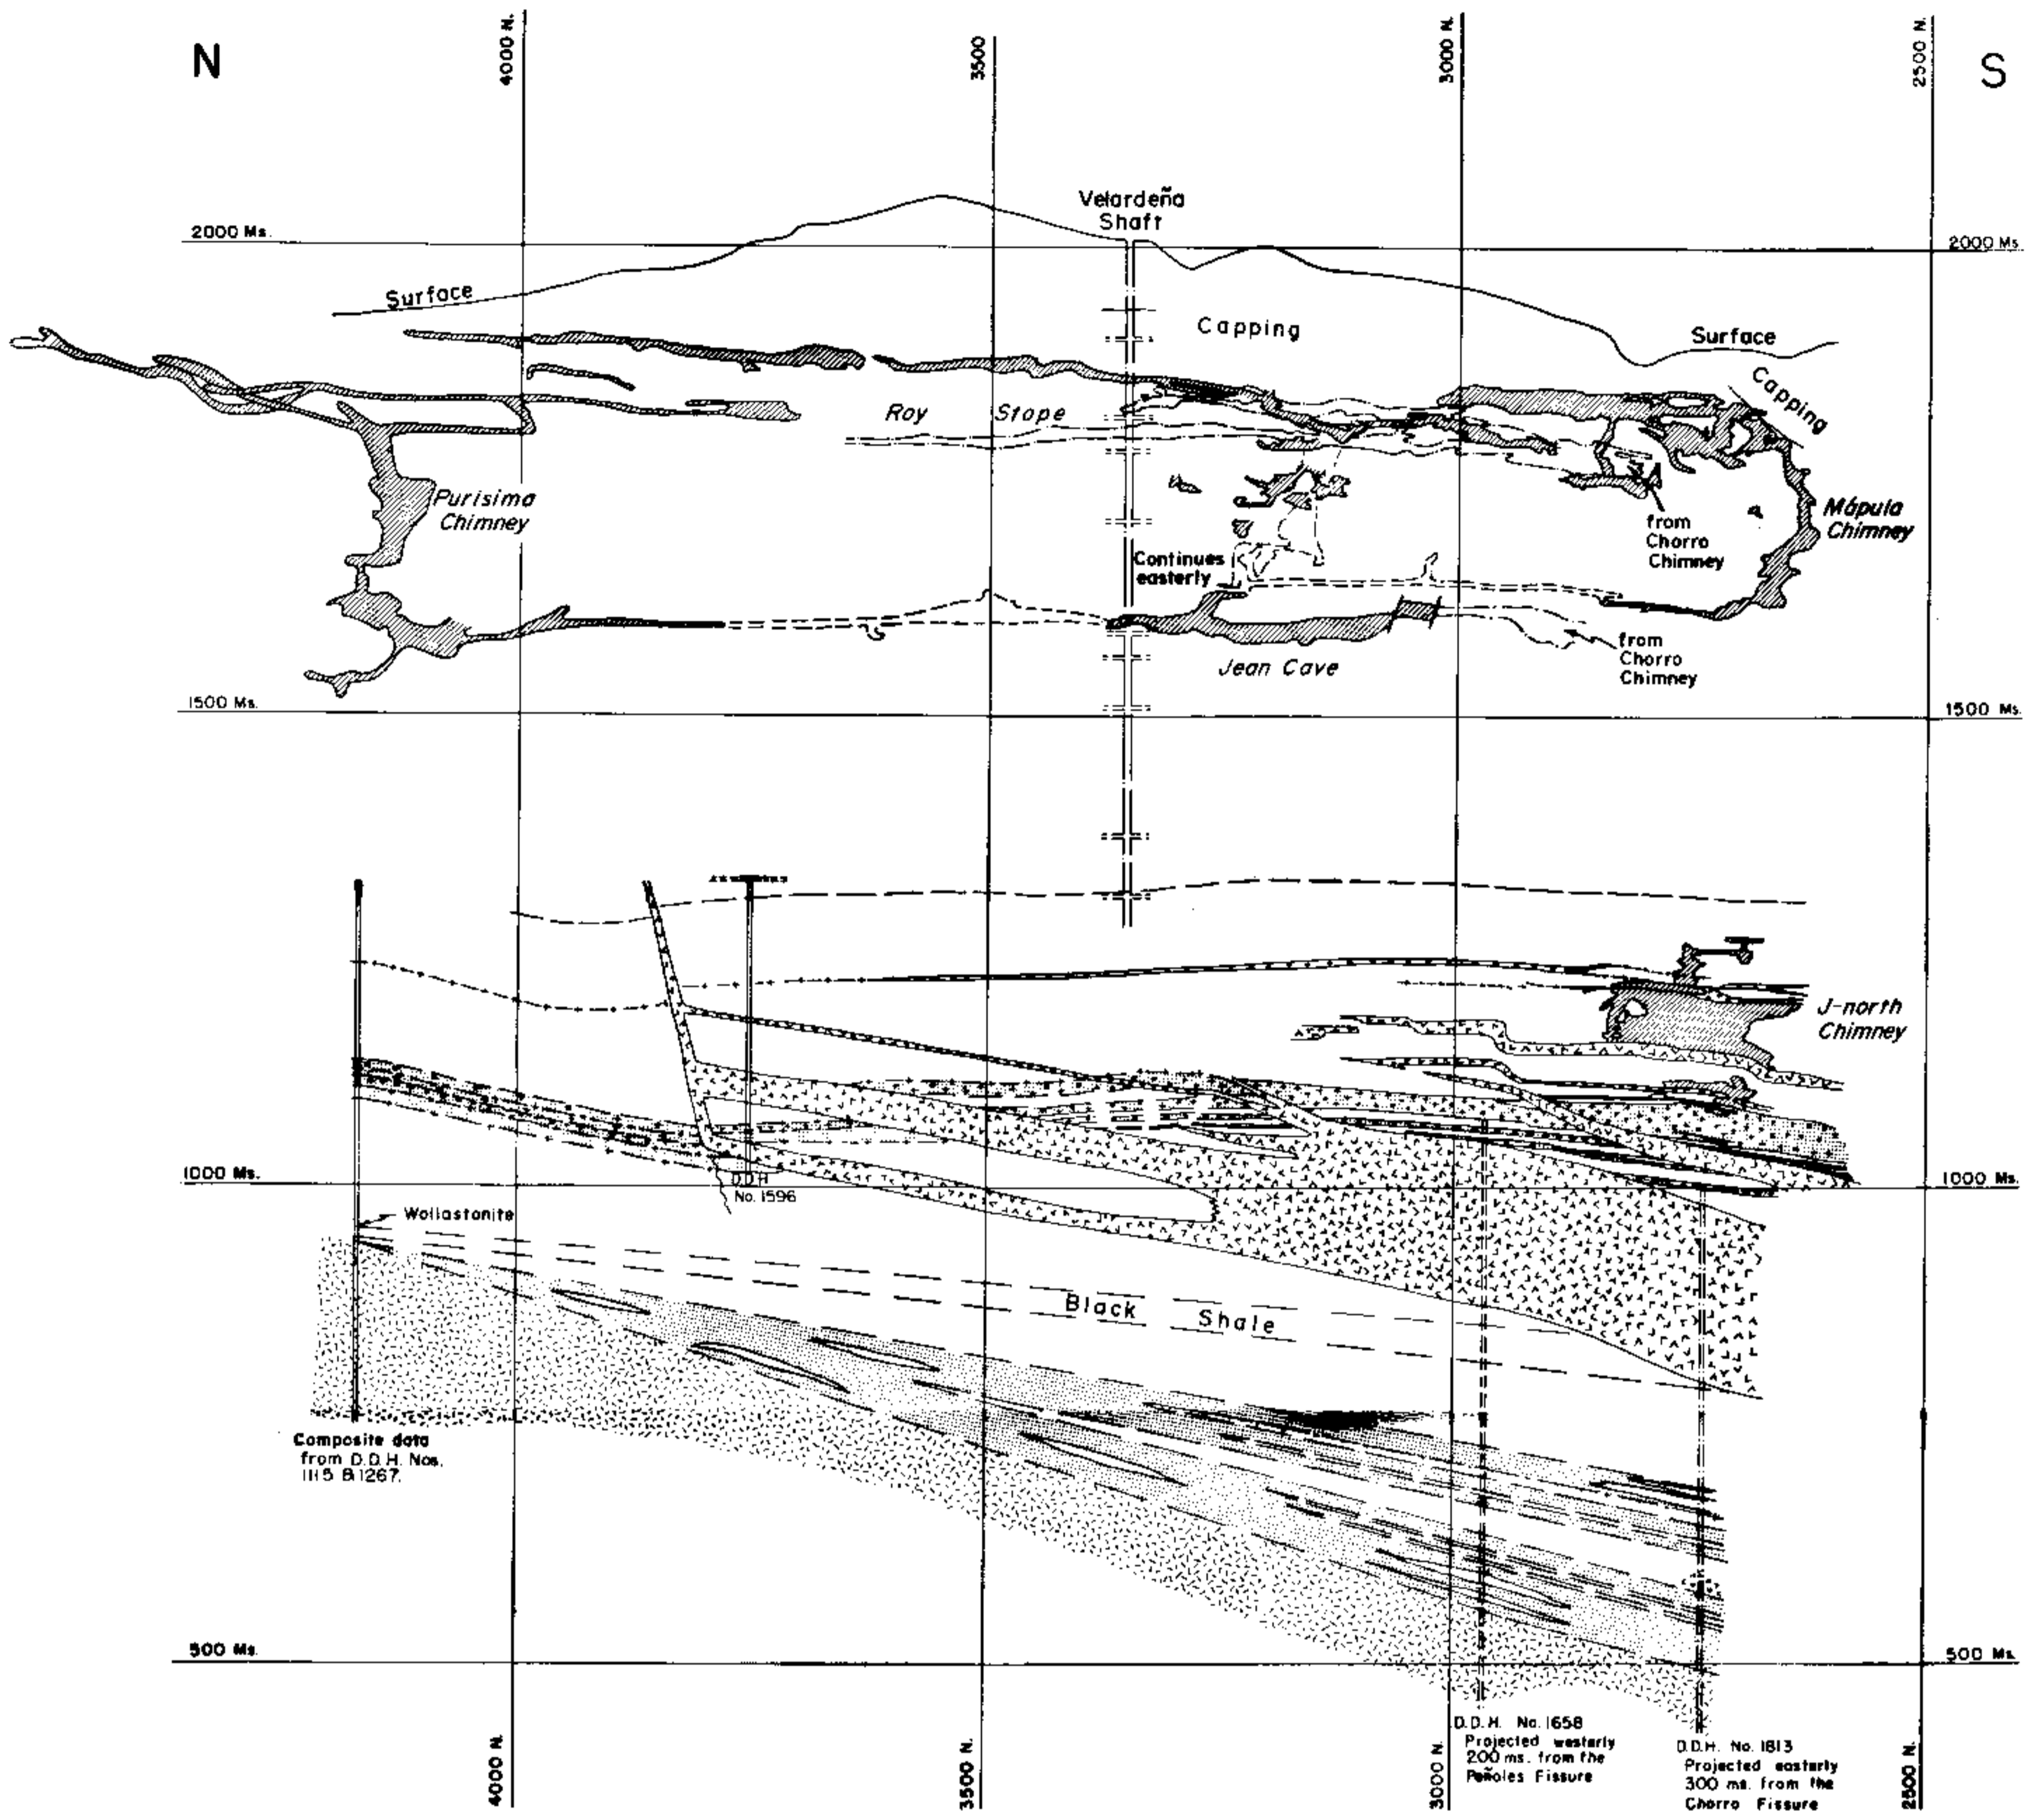 N
4000 N.
3500
3000 N.
2500 N.
S
Velardeña
Shaft
2000 Ms.
2000 Ms
Surface
Capping
Surface
Capping
Roy Stope
Purisima
Chimney
from
Chorro
Chimney
Mápula
Chimney
Continues
easterly
Jean Cave
from
Chorro
Chimney
1500 Ms.
1500 Ms.
J-north
Chimney
1000 Ms.
1000 Ms.
D.D.H
No. 1596
Wollastonite
Black Shale
Composite data
from D.D.H. Nos.
1115 & 1267.
500 Ms.
500 Ms.
D.D.H. No. 1658
Projected westerly
200 ms. from the
Peñoles Fissure
D.D.H. No. 1813
Projected easterly
300 ms. from the
Chorro Fissure
4000 N.
3500 N.
3000 N.
2500 N.